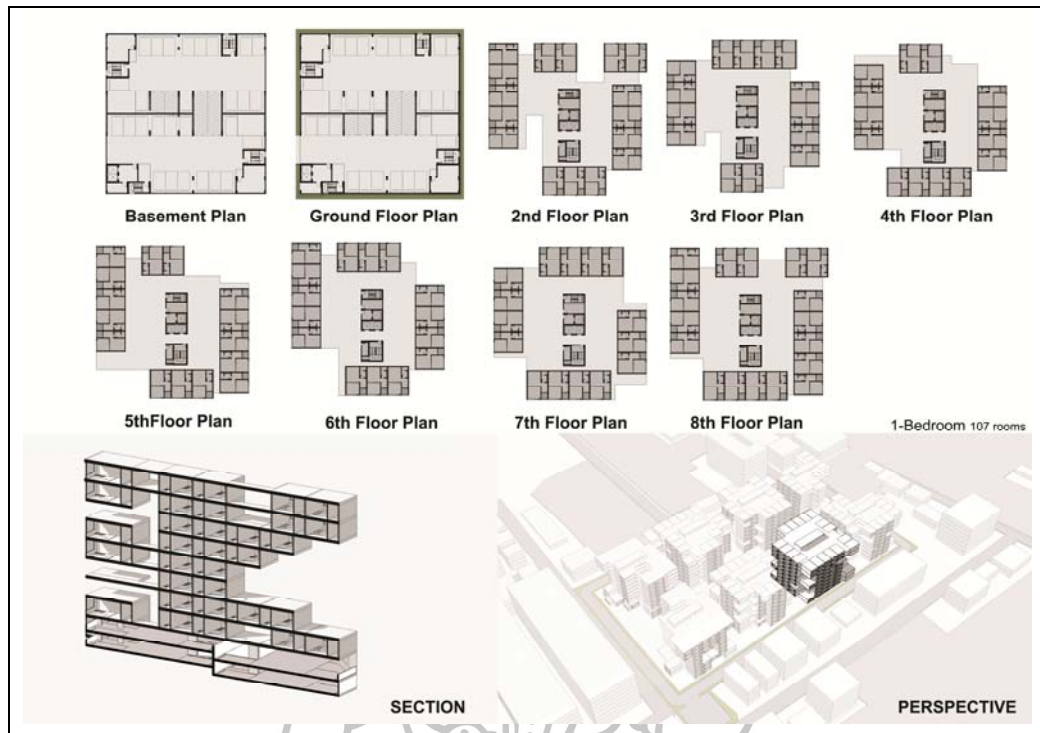 Basement Plan
Ground Floor Plan
2nd Floor Plan
3rd Floor Plan
4th Floor Plan
5thFloor Plan
6th Floor Plan
7th Floor Plan
8th Floor Plan
1-Bedroom 107 rooms
SECTION
PERSPECTIVE